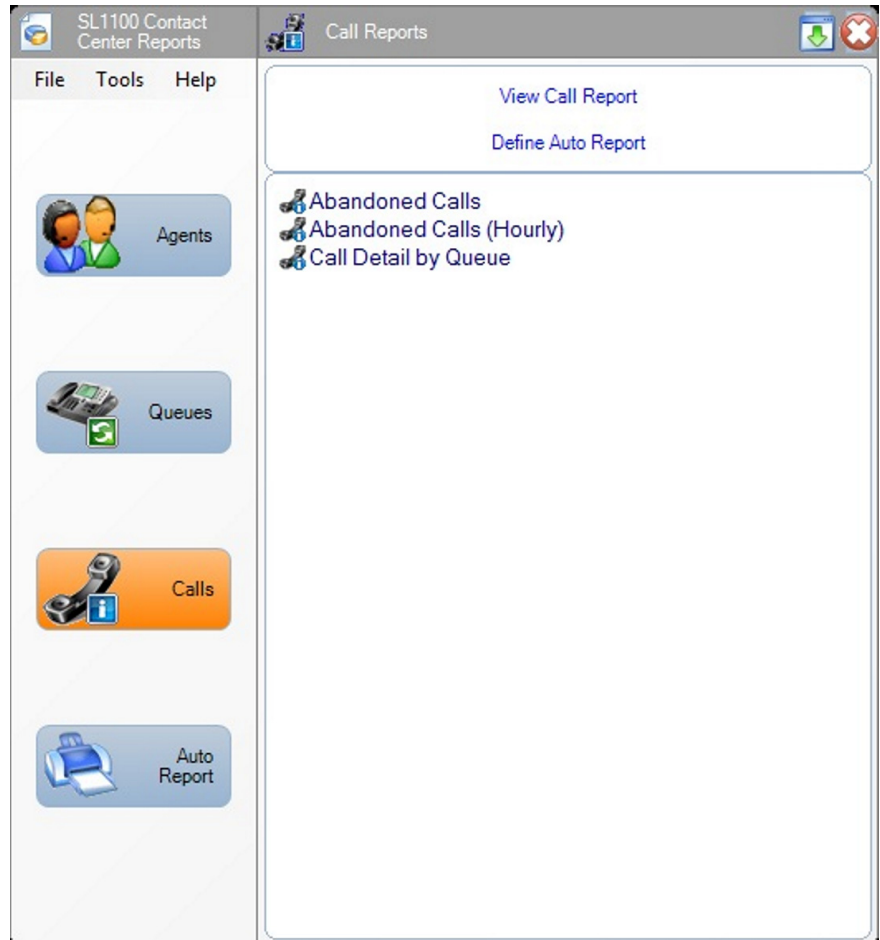 SL1100 Contact
Center Reports
Call Reports
File Tools Help
View Call Report
Define Auto Report
Agents
Queues
Calls
Auto
Report
Abandoned Calls
Abandoned Calls (Hourly)
Call Detail by Queue